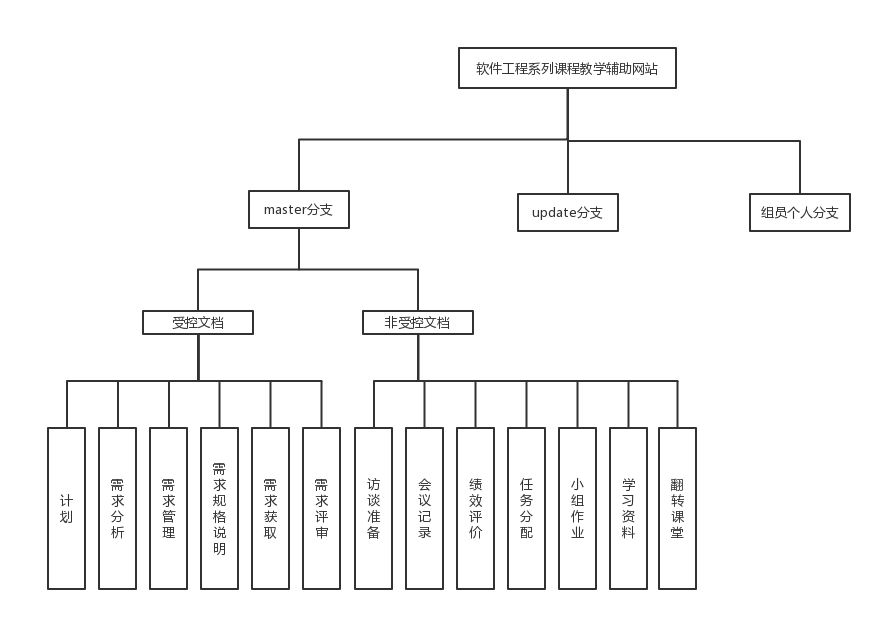 软件工程系列课程教学辅助网站
master分支
update分支
组员个人分支
受控文档
非受控文档
计划
需求分析
需求管理
需求规格说明
需求获取
需求评审
访谈准备
会议记录
绩效评价
任务分配
小组作业
学习资料
翻转课堂